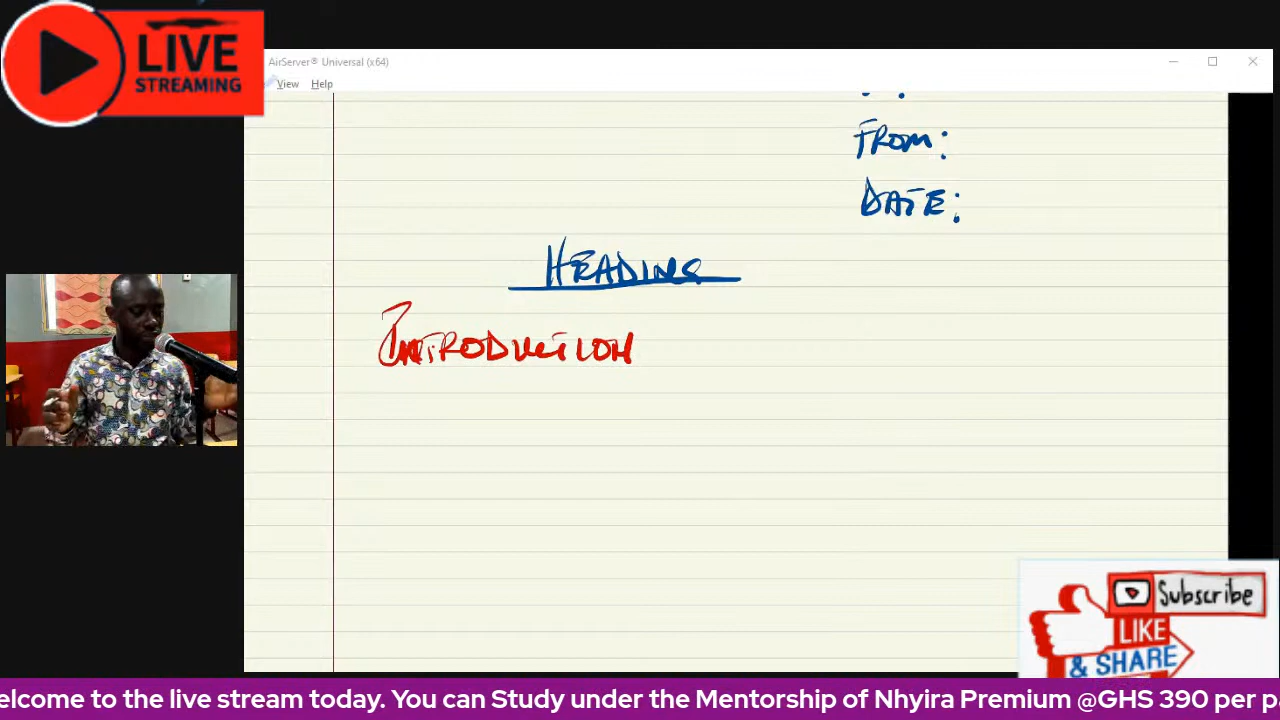 LIVE
STREAMING
AirServer® Universal (x64)
View Help
FROM:
DATE:
HEADING
INTRODUCTION
Subscribe
LIKE
& SHARE
elcome to the live stream today. You can Study under the Mentorship of Nhyira Premium @GHS 390 per p